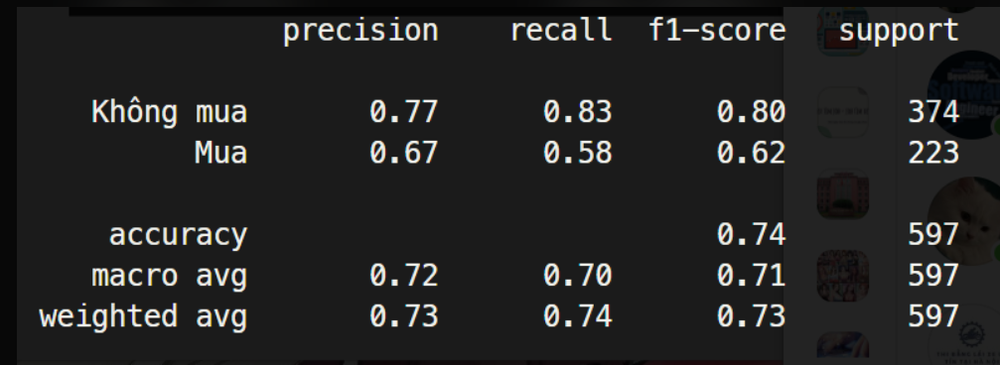 precision recall f1-score support
Không mua 0.77 0.83 0.80 374
Mua 0.67 0.58 0.62 223
accuracy 0.74 597
macro avg 0.72 0.70 0.71 597
weighted avg 0.73 0.74 0.73 597